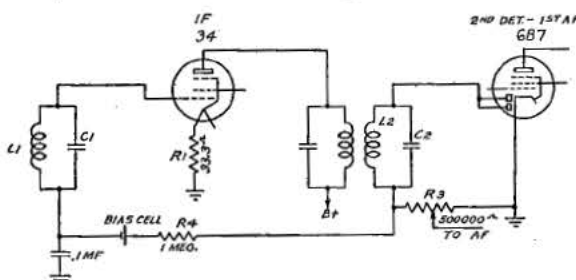 IF
34
2ND DET.- 1ST AF
6B7
L1
C1
R1
33.3~
L2
C2
B+
R3
500000~
TO AF
BIAS CELL
R4
1 MEG.
.1MF